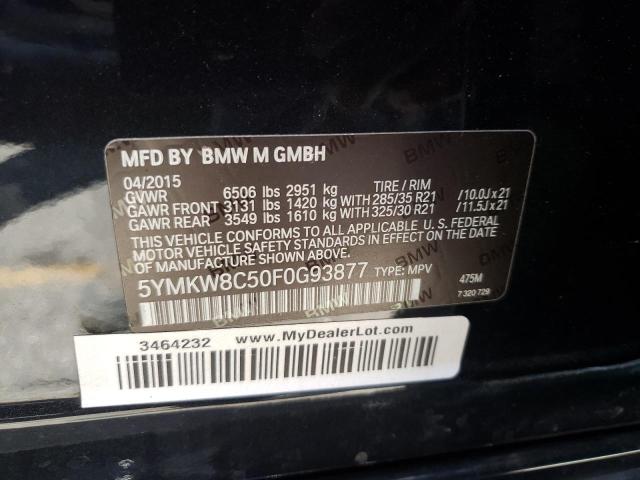 MFD BY BMW M GMBH
04/2015
GVWR 6506 lbs 2951 kg TIRE / RIM
GAWR FRONT 3131 lbs 1420 kg WITH 285/35 R21 /10.0J x 21
GAWR REAR 3549 lbs 1610 kg WITH 325/30 R21 /11.5J x 21
THIS VEHICLE CONFORMS TO ALL APPLICABLE U.S. FEDERAL
MOTOR VEHICLE SAFETY STANDARDS IN EFFECT ON THE DATE
OF MANUFACTURE SHOWN ABOVE.
5YMKW8C50F0G93877 TYPE: MPV 475M
7 320 729
3464232 www.MyDealerLot.com